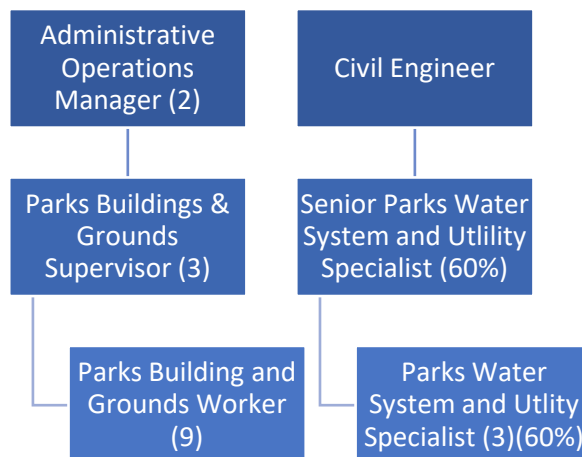 Administrative
Operations
Manager (2)
Civil Engineer
Parks Buildings &
Grounds
Supervisor (3)
Senior Parks Water
System and Utlility
Specialist (60%)
Parks Building and
Grounds Worker
(9)
Parks Water
System and Utlity
Specialist (3)(60%)